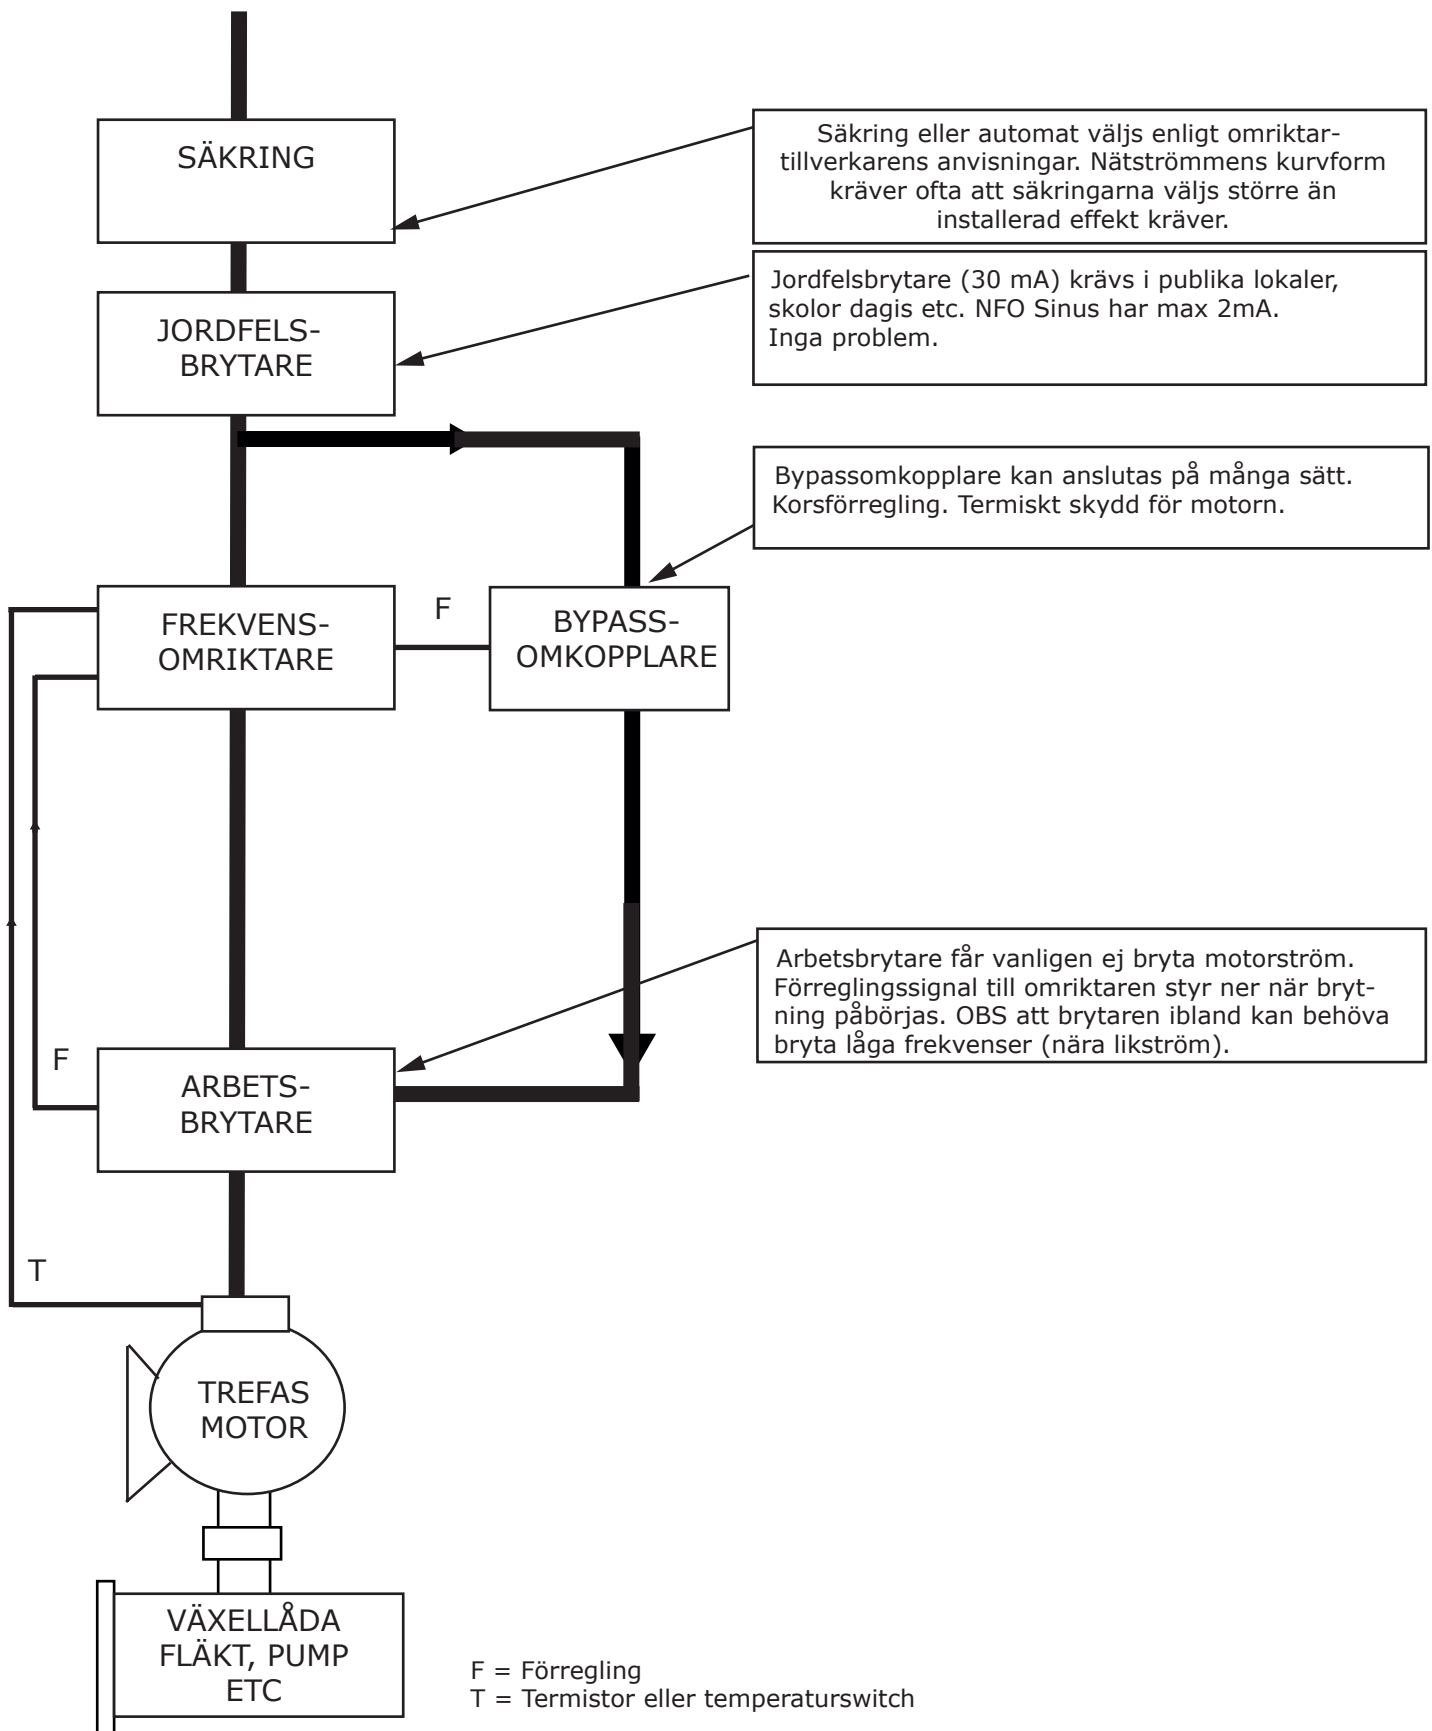 SÄKRING
Säkring eller automat väljs enligt omriktar-
tillverkarens anvisningar. Nätströmmens kurvform
kräver ofta att säkringarna väljs större än
installerad effekt kräver.
JORDFELS-
BRYTARE
Jordfelsbrytare (30 mA) krävs i publika lokaler,
skolor dagis etc. NFO Sinus har max 2mA.
Inga problem.
Bypassomkopplare kan anslutas på många sätt.
Korsförregling. Termiskt skydd för motorn.
FREKVENS-
OMRIKTARE
F
BYPASS-
OMKOPPLARE
Arbetsbrytare får vanligen ej bryta motorström.
Förreglingssignal till omriktaren styr ner när bryt-
ning påbörjas. OBS att brytaren ibland kan behöva
bryta låga frekvenser (nära likström).
F
ARBETS-
BRYTARE
T
TREFAS
MOTOR
VÄXELLÅDA
FLÄKT, PUMP
ETC
F = Förregling
T = Termistor eller temperaturswitch